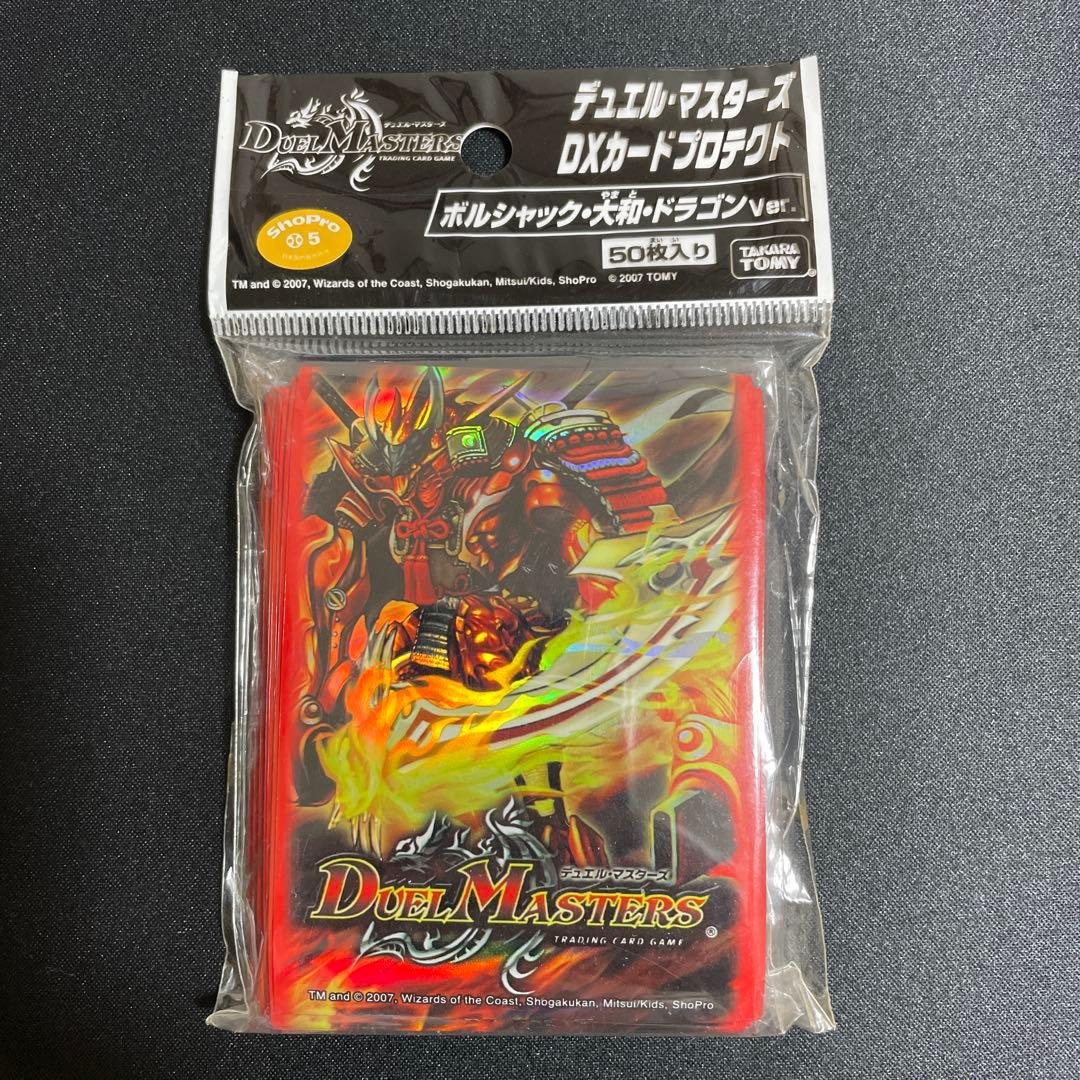 デュエル・マスターズ
DUEL MASTERS
TRADING CARD GAME
デュエル・マスターズ
DXカードプロテクト
やまと
ボルシャック・大和・ドラゴンVer.
まいい
50枚入り
TAKARA
TOMY
ShoPro
5
TM and © 2007, Wizards of the Coast, Shogakukan, Mitsui/Kids, ShoPro © 2007 TOMY
デュエル・マスターズ
DUEL MASTERS
TRADING CARD GAME
TM and © 2007, Wizards of the Coast, Shogakukan, Mitsui/Kids, ShoPro